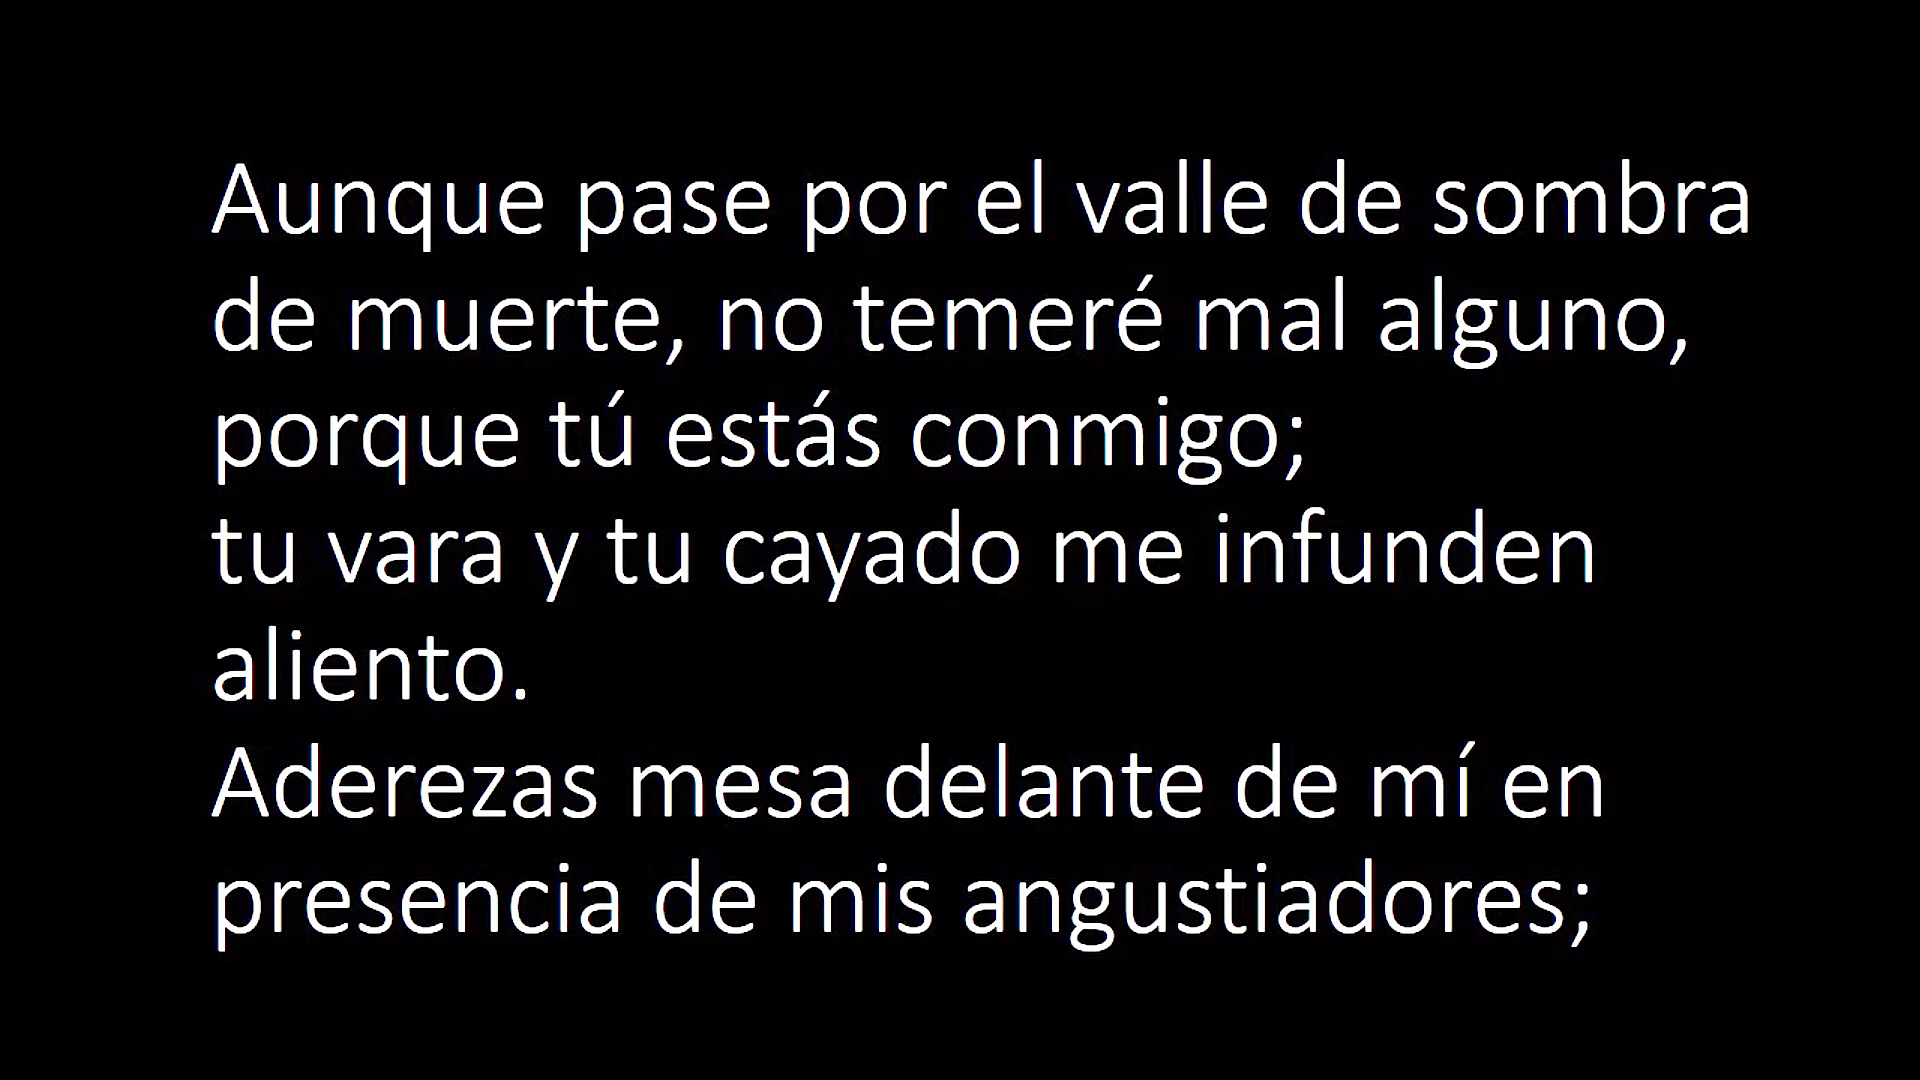 Aunque pase por el valle de sombra
de muerte, no temeré mal alguno,
porque tú estás conmigo;
tu vara y tu cayado me infunden
aliento.
Aderezas mesa delante de mí en
presencia de mis angustiadores;